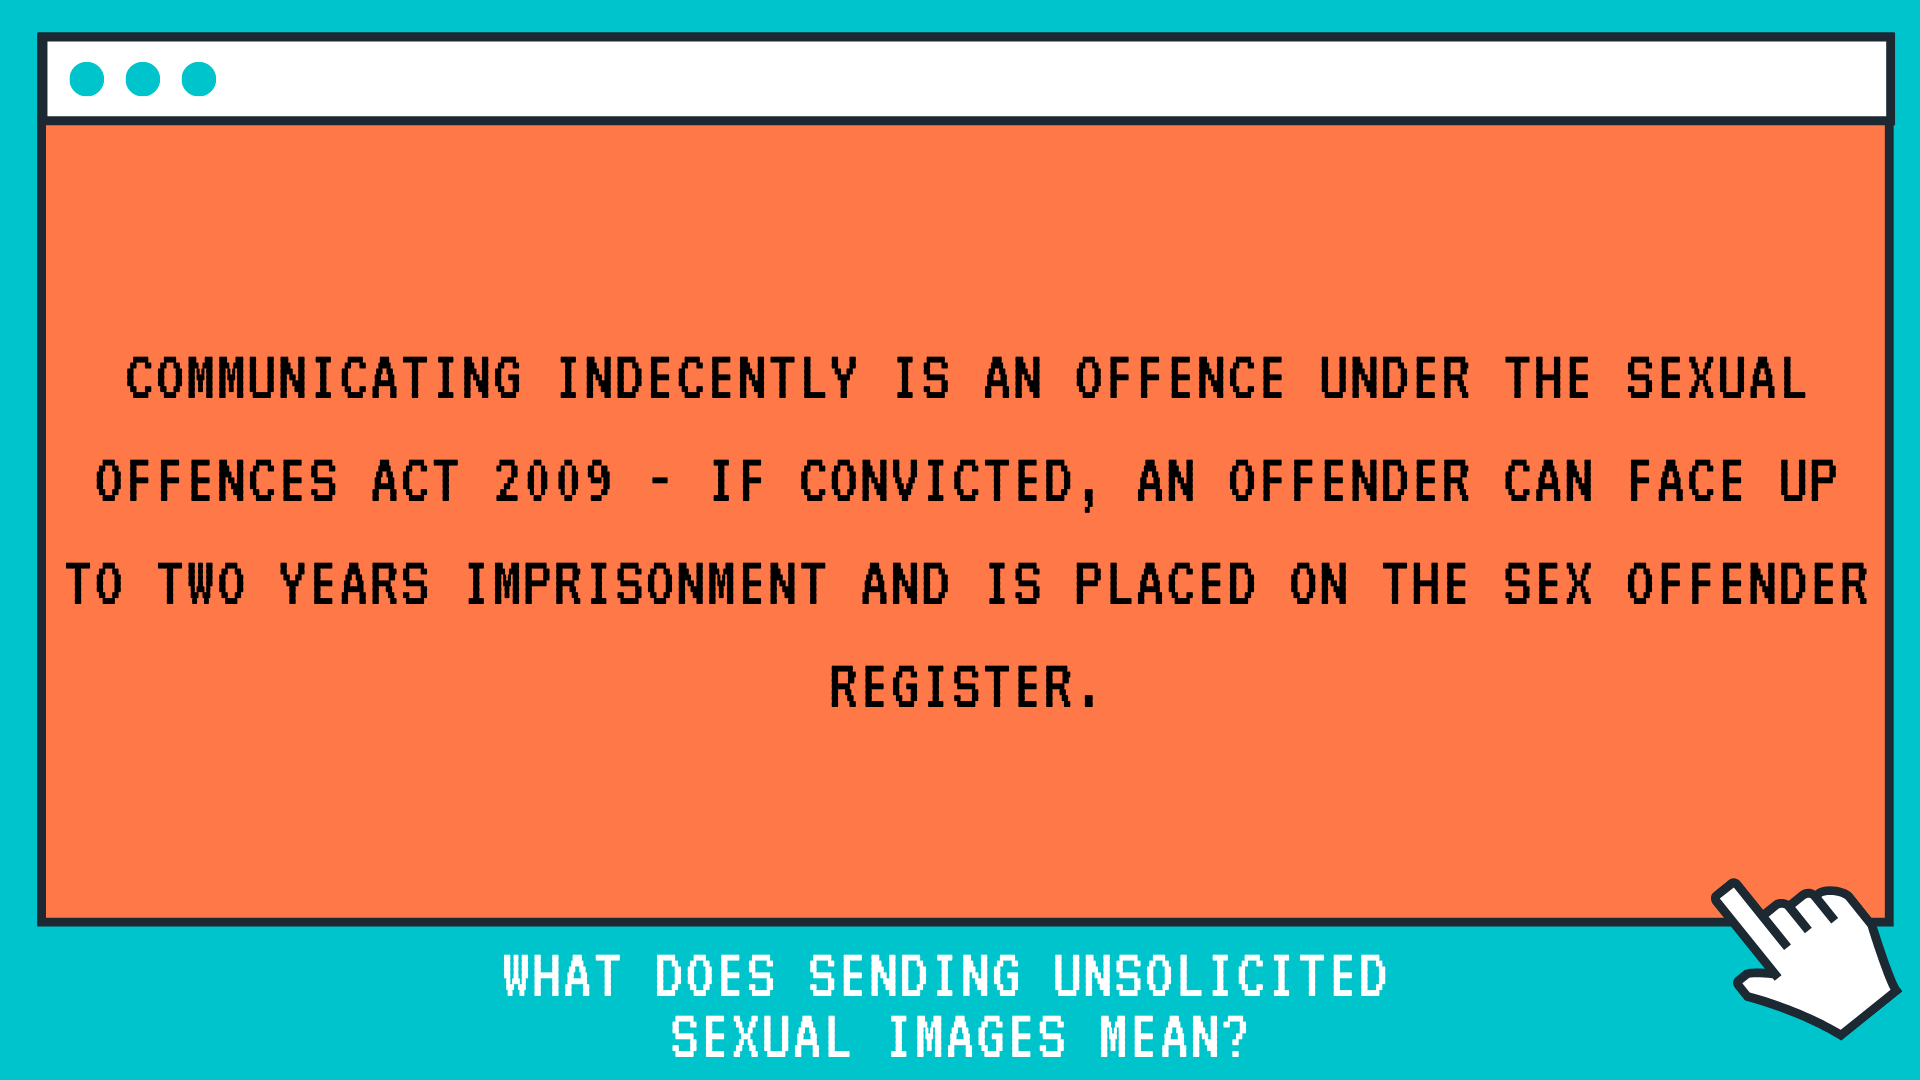 COMMUNICATING INDECENTLY IS AN OFFENCE UNDER THE SEXUAL
OFFENCES ACT 2009 - IF CONVICTED, AN OFFENDER CAN FACE UP
TO TWO YEARS IMPRISONMENT AND IS PLACED ON THE SEX OFFENDER
REGISTER.
WHAT DOES SENDING UNSOLICITED
SEXUAL IMAGES MEAN?